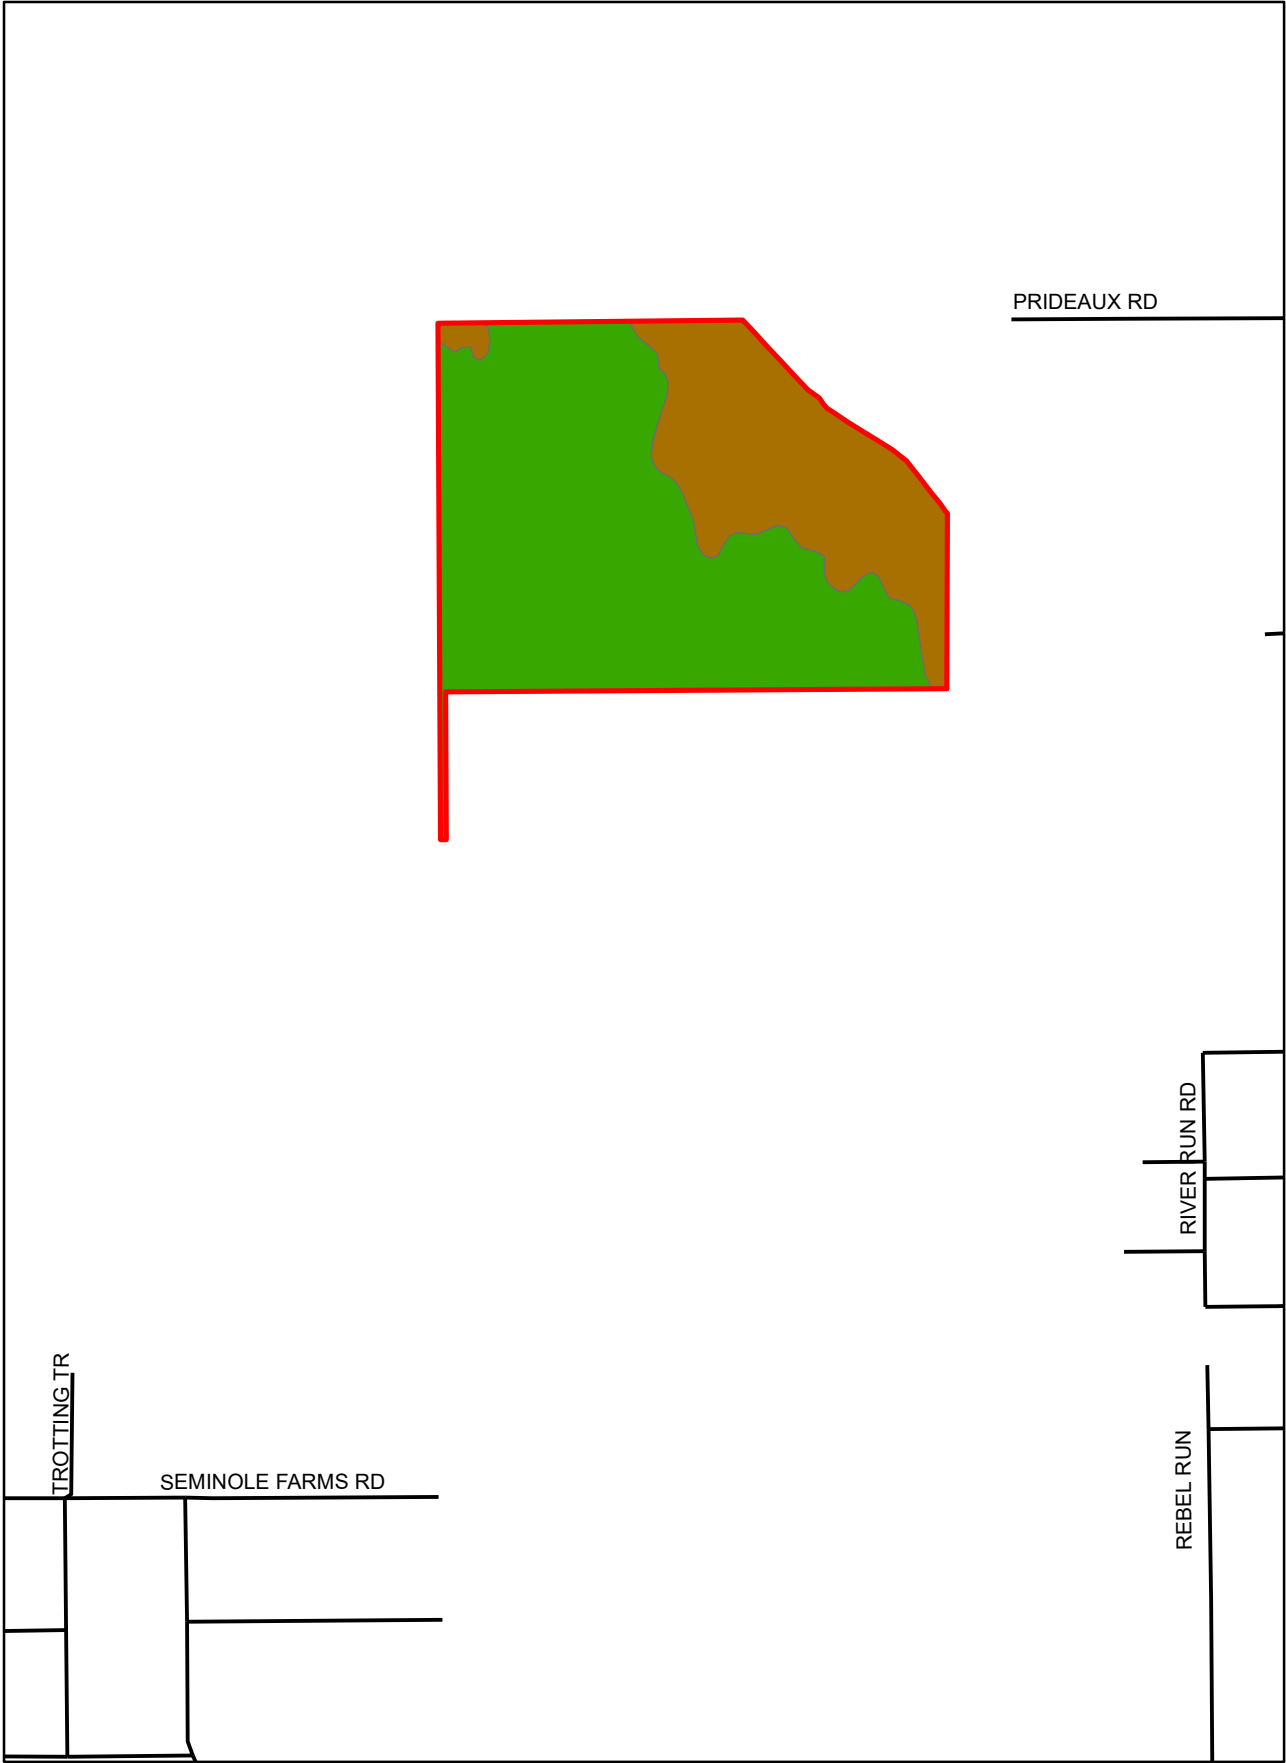 PRIDEAUX RD
RIVER RUN RD
TROTTING TR
SEMINOLE FARMS RD
REBEL RUN